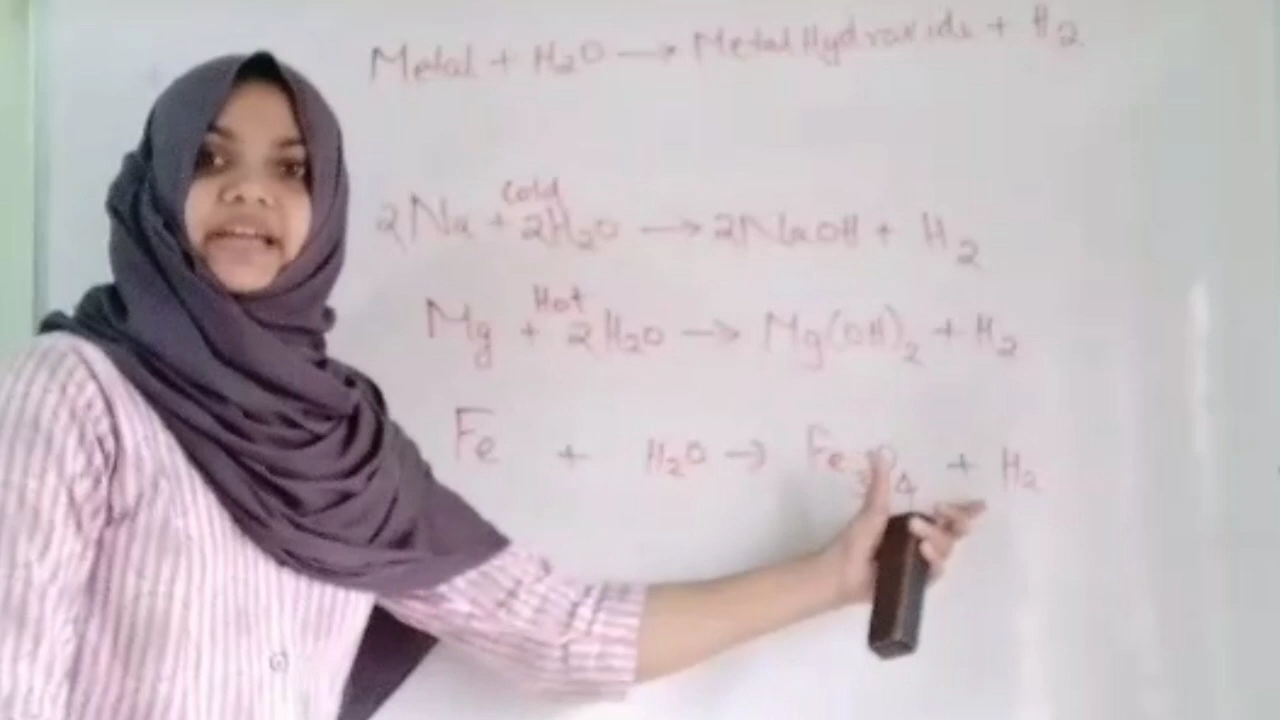 Metal + H2O → Metal Hydroxide + H2
cold
2Na + 2H2O → 2NaOH + H2
Hot
Mg + 2H2O → Mg(OH)2 + H2
Fe + H2O → Fe3O4 + H2